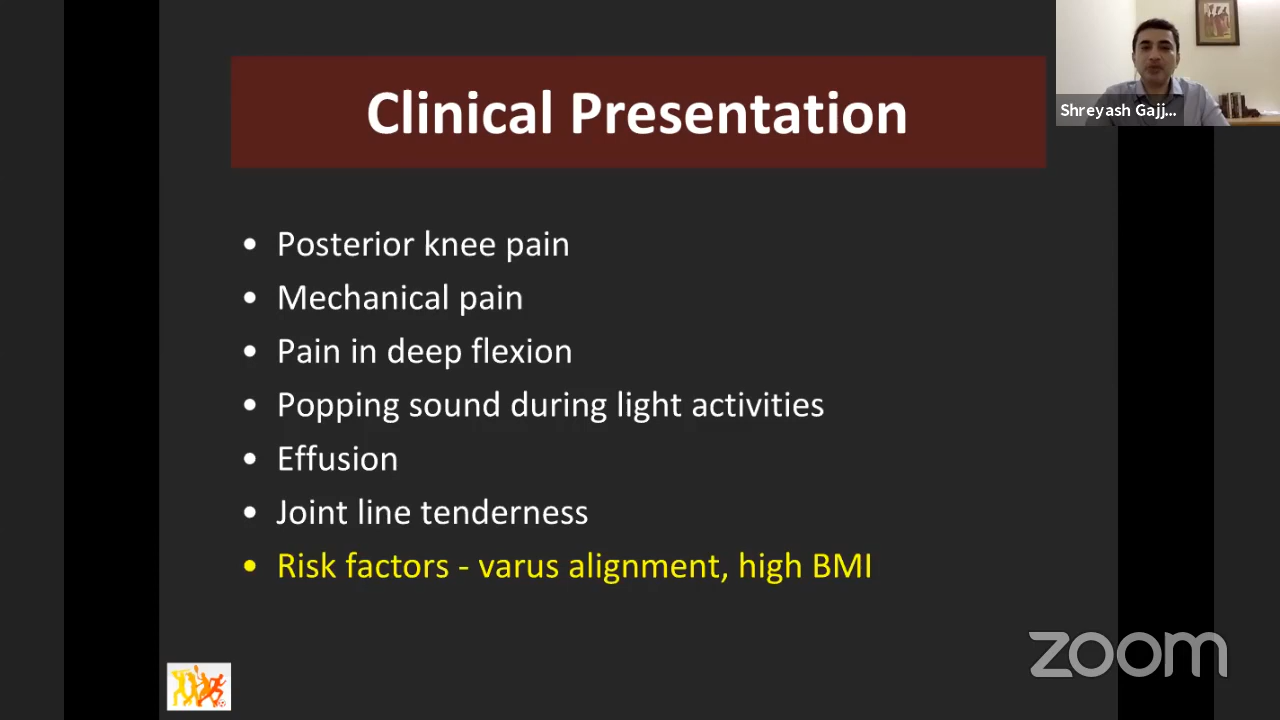 Clinical Presentation
Shreyash Gajj...
• Posterior knee pain
• Mechanical pain
• Pain in deep flexion
• Popping sound during light activities
• Effusion
• Joint line tenderness
• Risk factors - varus alignment, high BMI
zoom